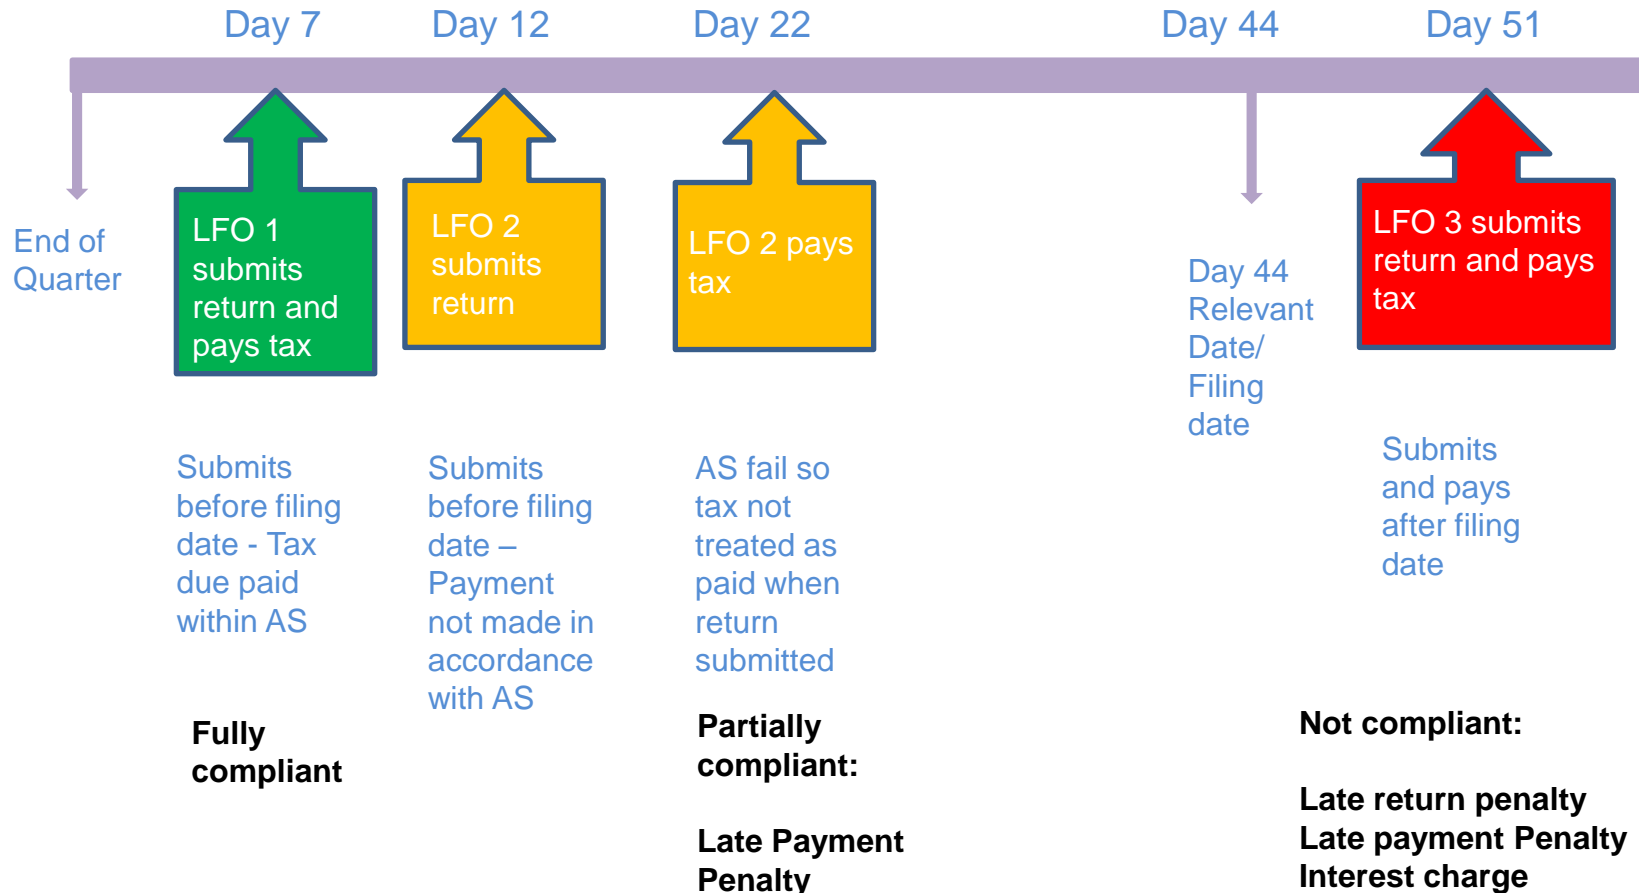 Day 7
Day 12
Day 22
Day 44
Day 51
End of
Quarter
LFO 1
submits
return and
pays tax
LFO 2
submits
return
LFO 2 pays
tax
Day 44
Relevant
Date/
Filing
date
LFO 3 submits
return and pays
tax
Submits
before filing
date - Tax
due paid
within AS
Submits
before filing
date –
Payment
not made in
accordance
with AS
AS fail so
tax not
treated as
paid when
return
submitted
Submits
and pays
after filing
date
Fully
compliant
Partially
compliant:
Late Payment
Penalty
Not compliant:
Late return penalty
Late payment Penalty
Interest charge